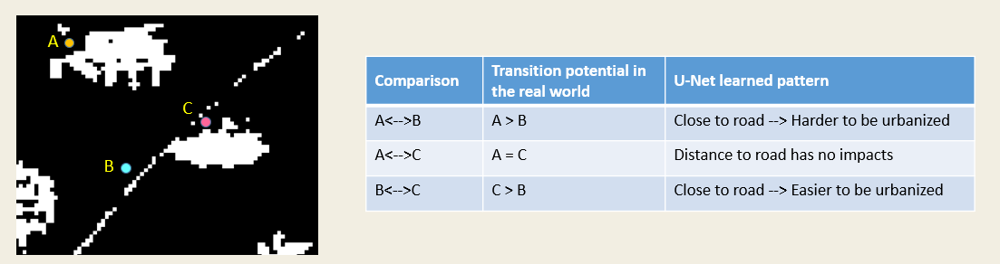 A
C
B
Comparison
Transition potential in
the real world
U-Net learned pattern
A<-->B
A > B
Close to road --> Harder to be urbanized
A<-->C
A = C
Distance to road has no impacts
B<-->C
C > B
Close to road --> Easier to be urbanized